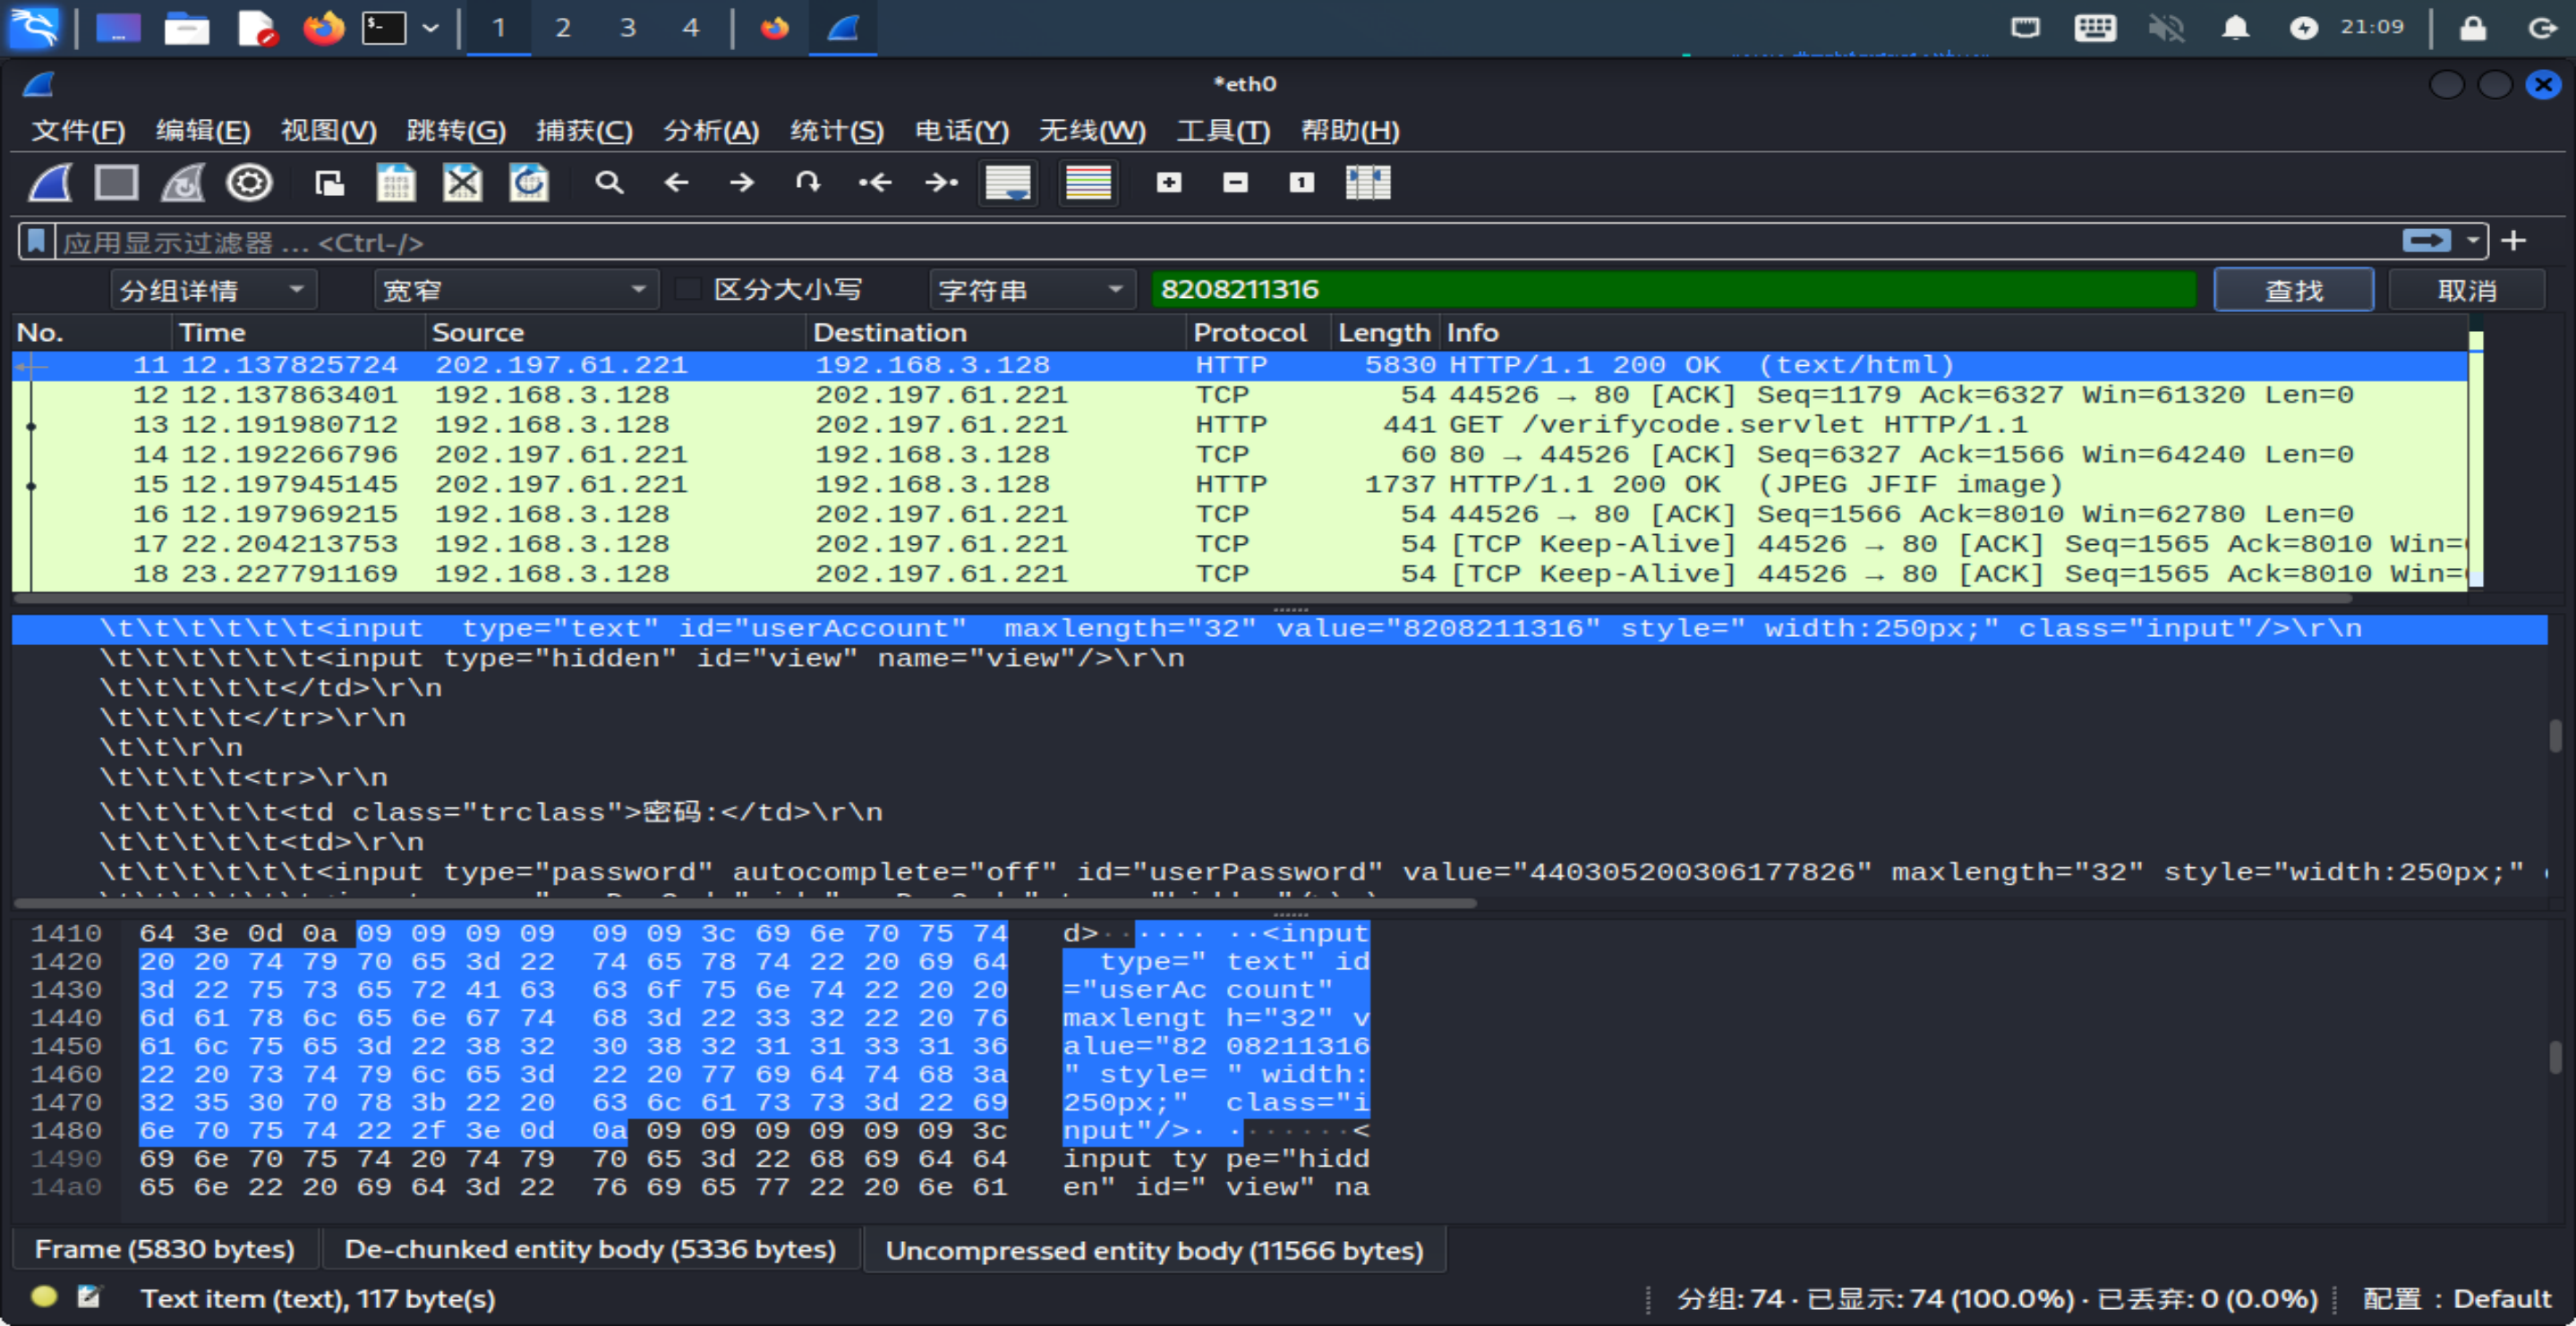 1 2 3 4 21:09
*eth0
文件(F) 编辑(E) 视图(V) 跳转(G) 捕获(C) 分析(A) 统计(S) 电话(Y) 无线(W) 工具(T) 帮助(H)
应用显示过滤器 … <Ctrl-/>
分组详情 宽窄 区分大小写 字符串 8208211316 查找 取消
No. Time Source Destination Protocol Length Info
11 12.137825724 202.197.61.221 192.168.3.128 HTTP 5830 HTTP/1.1 200 OK (text/html)
12 12.137863401 192.168.3.128 202.197.61.221 TCP 54 44526 → 80 [ACK] Seq=1179 Ack=6327 Win=61320 Len=0
13 12.191980712 192.168.3.128 202.197.61.221 HTTP 441 GET /verifycode.servlet HTTP/1.1
14 12.192266796 202.197.61.221 192.168.3.128 TCP 60 80 → 44526 [ACK] Seq=6327 Ack=1566 Win=64240 Len=0
15 12.197945145 202.197.61.221 192.168.3.128 HTTP 1737 HTTP/1.1 200 OK (JPEG JFIF image)
16 12.197969215 192.168.3.128 202.197.61.221 TCP 54 44526 → 80 [ACK] Seq=1566 Ack=8010 Win=62780 Len=0
17 22.204213753 192.168.3.128 202.197.61.221 TCP 54 [TCP Keep-Alive] 44526 → 80 [ACK] Seq=1565 Ack=8010 Win=
18 23.227791169 192.168.3.128 202.197.61.221 TCP 54 [TCP Keep-Alive] 44526 → 80 [ACK] Seq=1565 Ack=8010 Win=
\t\t\t\t\t\t<input  type="text" id="userAccount"  maxlength="32" value="8208211316" style=" width:250px;" class="input"/>\r\n
\t\t\t\t\t\t<input type="hidden" id="view" name="view"/>\r\n
\t\t\t\t\t</td>\r\n
\t\t\t\t</tr>\r\n
\t\t\r\n
\t\t\t\t<tr>\r\n
\t\t\t\t\t<td class="trclass">密码:</td>\r\n
\t\t\t\t\t<td>\r\n
\t\t\t\t\t\t<input type="password" autocomplete="off" id="userPassword" value="440305200306177826" maxlength="32" style="width:250px;"
1410 64 3e 0d 0a 09 09 09 09 09 09 3c 69 6e 70 75 74 d>·· ···· ··<input
1420 20 20 74 79 70 65 3d 22 74 65 78 74 22 20 69 64 type=" text" id
1430 3d 22 75 73 65 72 41 63 63 6f 75 6e 74 22 20 20 ="userAc count"
1440 6d 61 78 6c 65 6e 67 74 68 3d 22 33 32 22 20 76 maxlengt h="32" v
1450 61 6c 75 65 3d 22 38 32 30 38 32 31 31 33 31 36 alue="82 08211316
1460 22 20 73 74 79 6c 65 3d 22 20 77 69 64 74 68 3a " style= " width:
1470 32 35 30 70 78 3b 22 20 63 6c 61 73 73 3d 22 69 250px;" class="i
1480 6e 70 75 74 22 2f 3e 0d 0a 09 09 09 09 09 09 3c nput"/>· ·······<
1490 69 6e 70 75 74 20 74 79 70 65 3d 22 68 69 64 64 input ty pe="hidd
14a0 65 6e 22 20 69 64 3d 22 76 69 65 77 22 20 6e 61 en" id=" view" na
Frame (5830 bytes) De-chunked entity body (5336 bytes) Uncompressed entity body (11566 bytes)
Text item (text), 117 byte(s) 分组: 74 · 已显示: 74 (100.0%) · 已丢弃: 0 (0.0%) 配置：Default